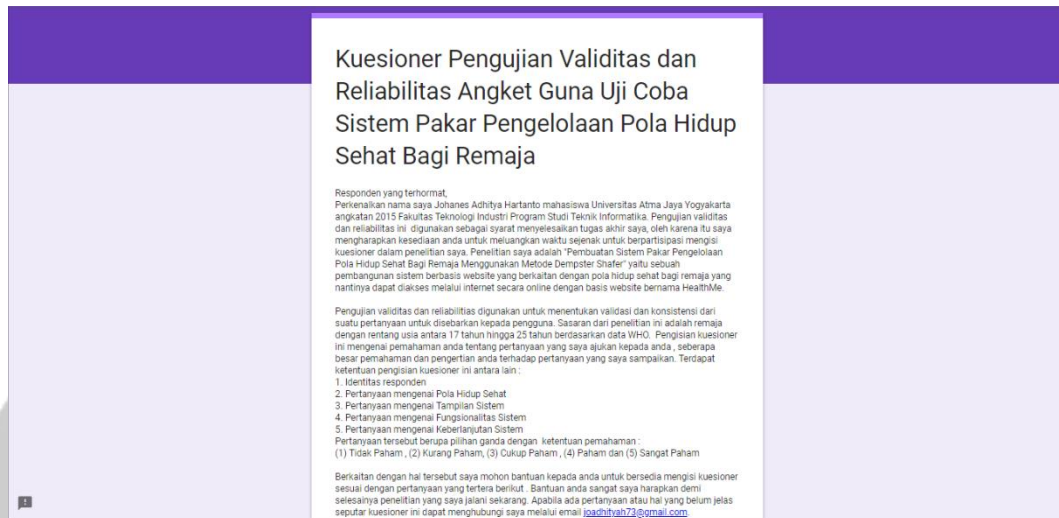 Kuesioner Pengujian Validitas dan
Reliabilitas Angket Guna Uji Coba
Sistem Pakar Pengelolaan Pola Hidup
Sehat Bagi Remaja
Responden yang terhormat,
Perkenalkan nama saya Johanes Adhitya Hartanto mahasiswa Universitas Atma Jaya Yogyakarta
angkatan 2015 Fakultas Teknologi Industri Program Studi Teknik Informatika. Pengujian validitas
dan reliabilitas ini digunakan sebagai syarat menyelesaikan tugas akhir saya, oleh karena itu saya
mengharapkan kesediaan anda untuk meluangkan waktu sejenak untuk berpartisipasi mengisi
kuesioner dalam penelitian saya. Penelitian saya adalah "Pembuatan Sistem Pakar Pengelolaan
Pola Hidup Sehat Bagi Remaja Menggunakan Metode Dempster Shafer" yaitu sebuah
pembangunan sistem berbasis website yang berkaitan dengan pola hidup sehat bagi remaja yang
nantinya dapat diakses melalui internet secara online dengan basis website bernama HealthMe.
Pengujian validitas dan reliabilitias digunakan untuk menentukan validasi dan konsistensi dari
suatu pertanyaan untuk disebarkan kepada pengguna. Sasaran dari penelitian ini adalah remaja
dengan rentang usia antara 17 tahun hingga 25 tahun berdasarkan data WHO. Pengisian kuesioner
ini mengenai pemahaman anda tentang pertanyaan yang saya ajukan kepada anda , seberapa
besar pemahaman dan pengertian anda terhadap pertanyaan yang saya sampaikan. Terdapat
ketentuan pengisian kuesioner ini antara lain :
1. Identitas responden
2. Pertanyaan mengenai Pola Hidup Sehat
3. Pertanyaan mengenai Tampilan Sistem
4. Pertanyaan mengenai Fungsionalitas Sistem
5. Pertanyaan mengenai Keberlanjutan Sistem
Pertanyaan tersebut berupa pilihan ganda dengan ketentuan pemahaman :
(1) Tidak Paham , (2) Kurang Paham, (3) Cukup Paham , (4) Paham dan (5) Sangat Paham
Berkaitan dengan hal tersebut saya mohon bantuan kepada anda untuk bersedia mengisi kuesioner
sesuai dengan pertanyaan yang tertera berikut . Bantuan anda sangat saya harapkan demi
selesainya penelitian yang saya jalani sekarang. Apabila ada pertanyaan atau hal yang belum jelas
seputar kuesioner ini dapat menghubungi saya melalui email joadhityah73@gmail.com.